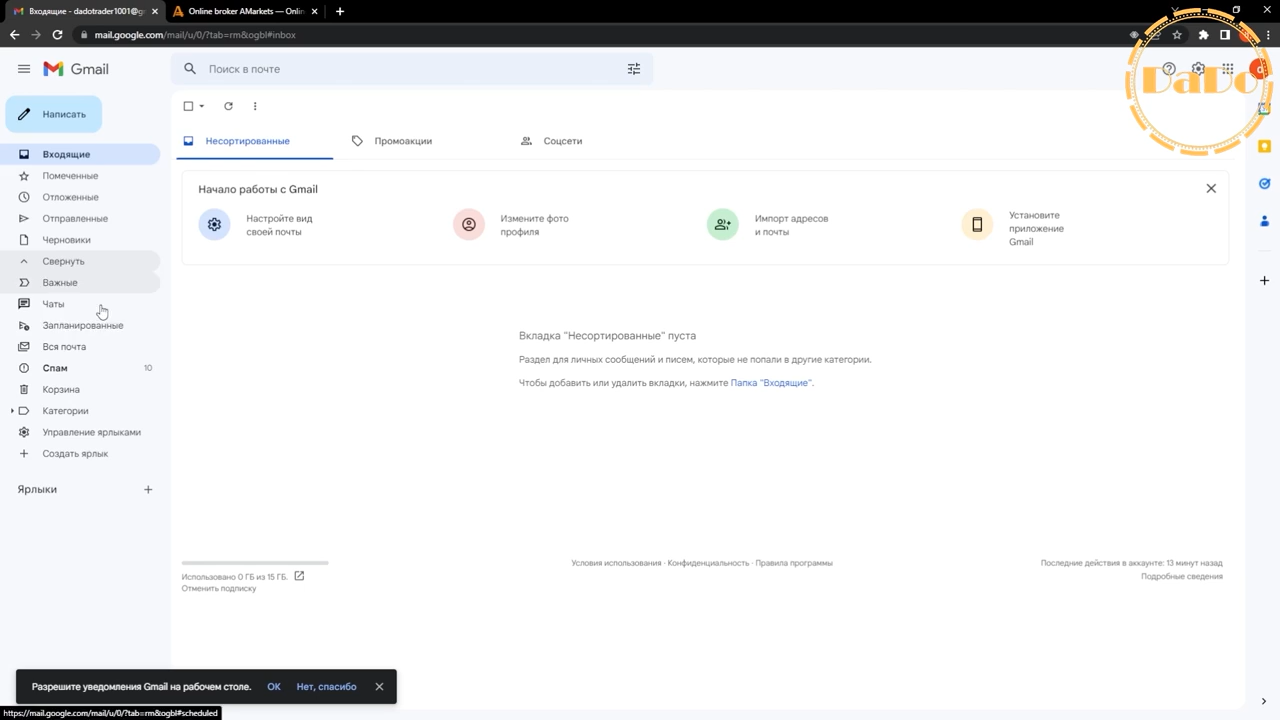 Входящие - dadotrader1001@g
Online broker AMarkets — Onli
mail.google.com/mail/u/0/?tab=rm&ogbl#inbox
Gmail
Поиск в почте
DaDo
Написать
Несортированные
Промоакции
Соцсети
Входящие
Помеченные
Отложенные
Отправленные
Черновики
Свернуть
Важные
Чаты
Запланированные
Вся почта
Спам 10
Корзина
Категории
Управление ярлыками
Создать ярлык
Ярлыки
Начало работы с Gmail
Настройте вид
своей почты
Измените фото
профиля
Импорт адресов
и почты
Установите
приложение
Gmail
Вкладка "Несортированные" пуста
Раздел для личных сообщений и писем, которые не попали в другие категории.
Чтобы добавить или удалить вкладки, нажмите Папка "Входящие".
Использовано 0 ГБ из 15 ГБ.
Отменить подписку
Условия использования · Конфиденциальность · Правила программы
Последние действия в аккаунте: 13 минут назад
Подробные сведения
Разрешите уведомления Gmail на рабочем столе. ОК Нет, спасибо
https://mail.google.com/mail/u/0/?tab=rm&ogbl#scheduled